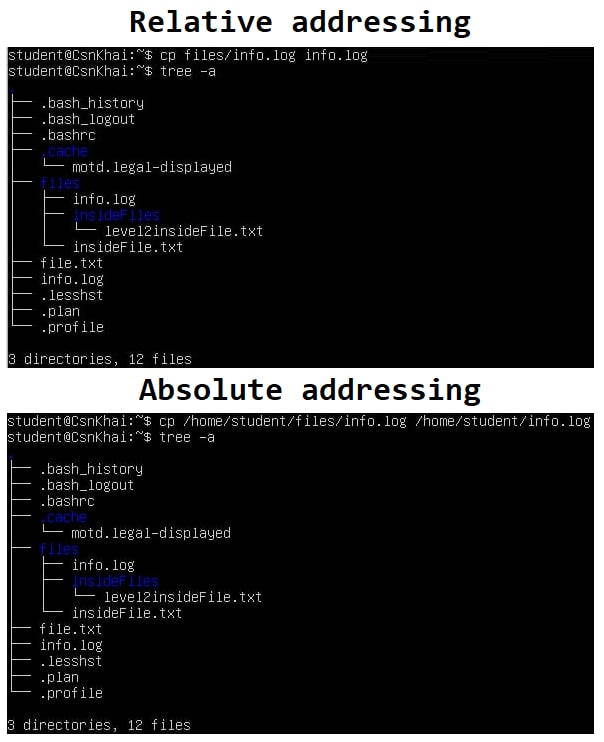 Relative addressing
student@CsnKhai:~$ cp files/info.log info.log
student@CsnKhai:~$ tree -a
.
├── .bash_history
├── .bash_logout
├── .bashrc
├── .cache
│   └── motd.legal-displayed
├── files
│   ├── info.log
│   ├── insideFiles
│   │   └── level2insideFile.txt
│   └── insideFile.txt
├── file.txt
├── info.log
├── .lesshst
├── .plan
└── .profile
3 directories, 12 files
Absolute addressing
student@CsnKhai:~$ cp /home/student/files/info.log /home/student/info.log
student@CsnKhai:~$ tree -a
.
├── .bash_history
├── .bash_logout
├── .bashrc
├── .cache
│   └── motd.legal-displayed
├── files
│   ├── info.log
│   ├── insideFiles
│   │   └── level2insideFile.txt
│   └── insideFile.txt
├── file.txt
├── info.log
├── .lesshst
├── .plan
└── .profile
3 directories, 12 files